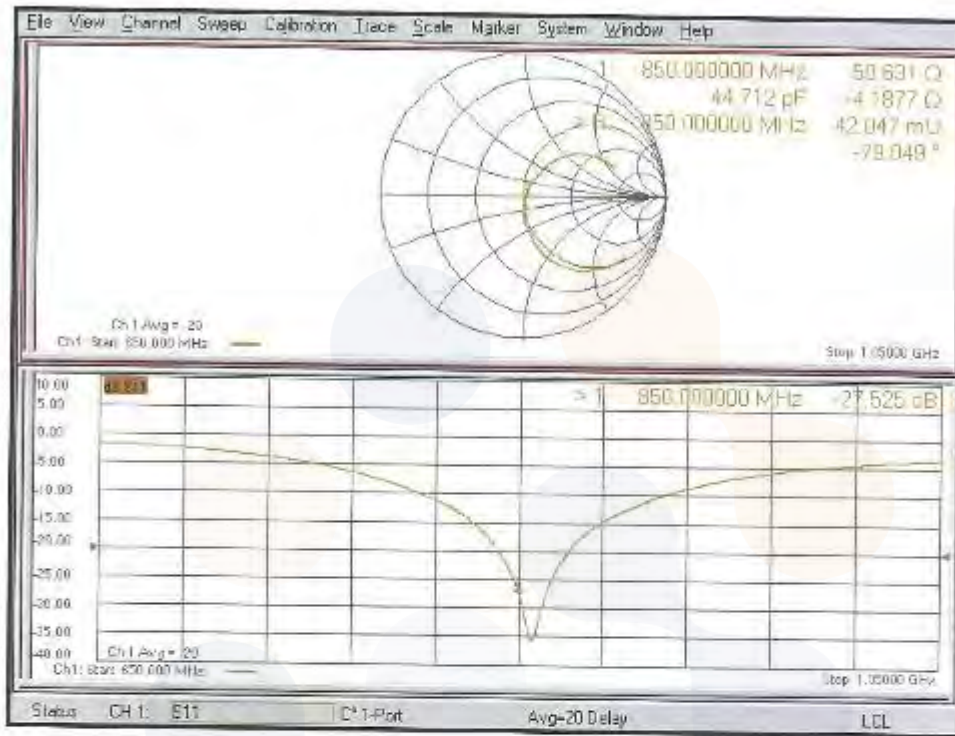 File View Channel Sweep Calibration Trace Scale Marker System Window Help
1 850.000000 MHz 50.631 Ω
44.712 pF -4.1877 Ω
850.000000 MHz 42.047 mU
-79.049 °
Ch 1 Avg = 20
Ch1: Start 650.000 MHz
Stop 1.05000 GHz
10.00
> 1 850.000000 MHz -27.525 dB
5.00
0.00
-5.00
-10.00
-15.00
-20.00
-25.00
-30.00
-35.00
-40.00
Ch 1 Avg = 20
Ch1: Start 650.000 MHz
Stop 1.05000 GHz
Status CH 1: S11 C* 1-Port Avg=20 Delay LCL